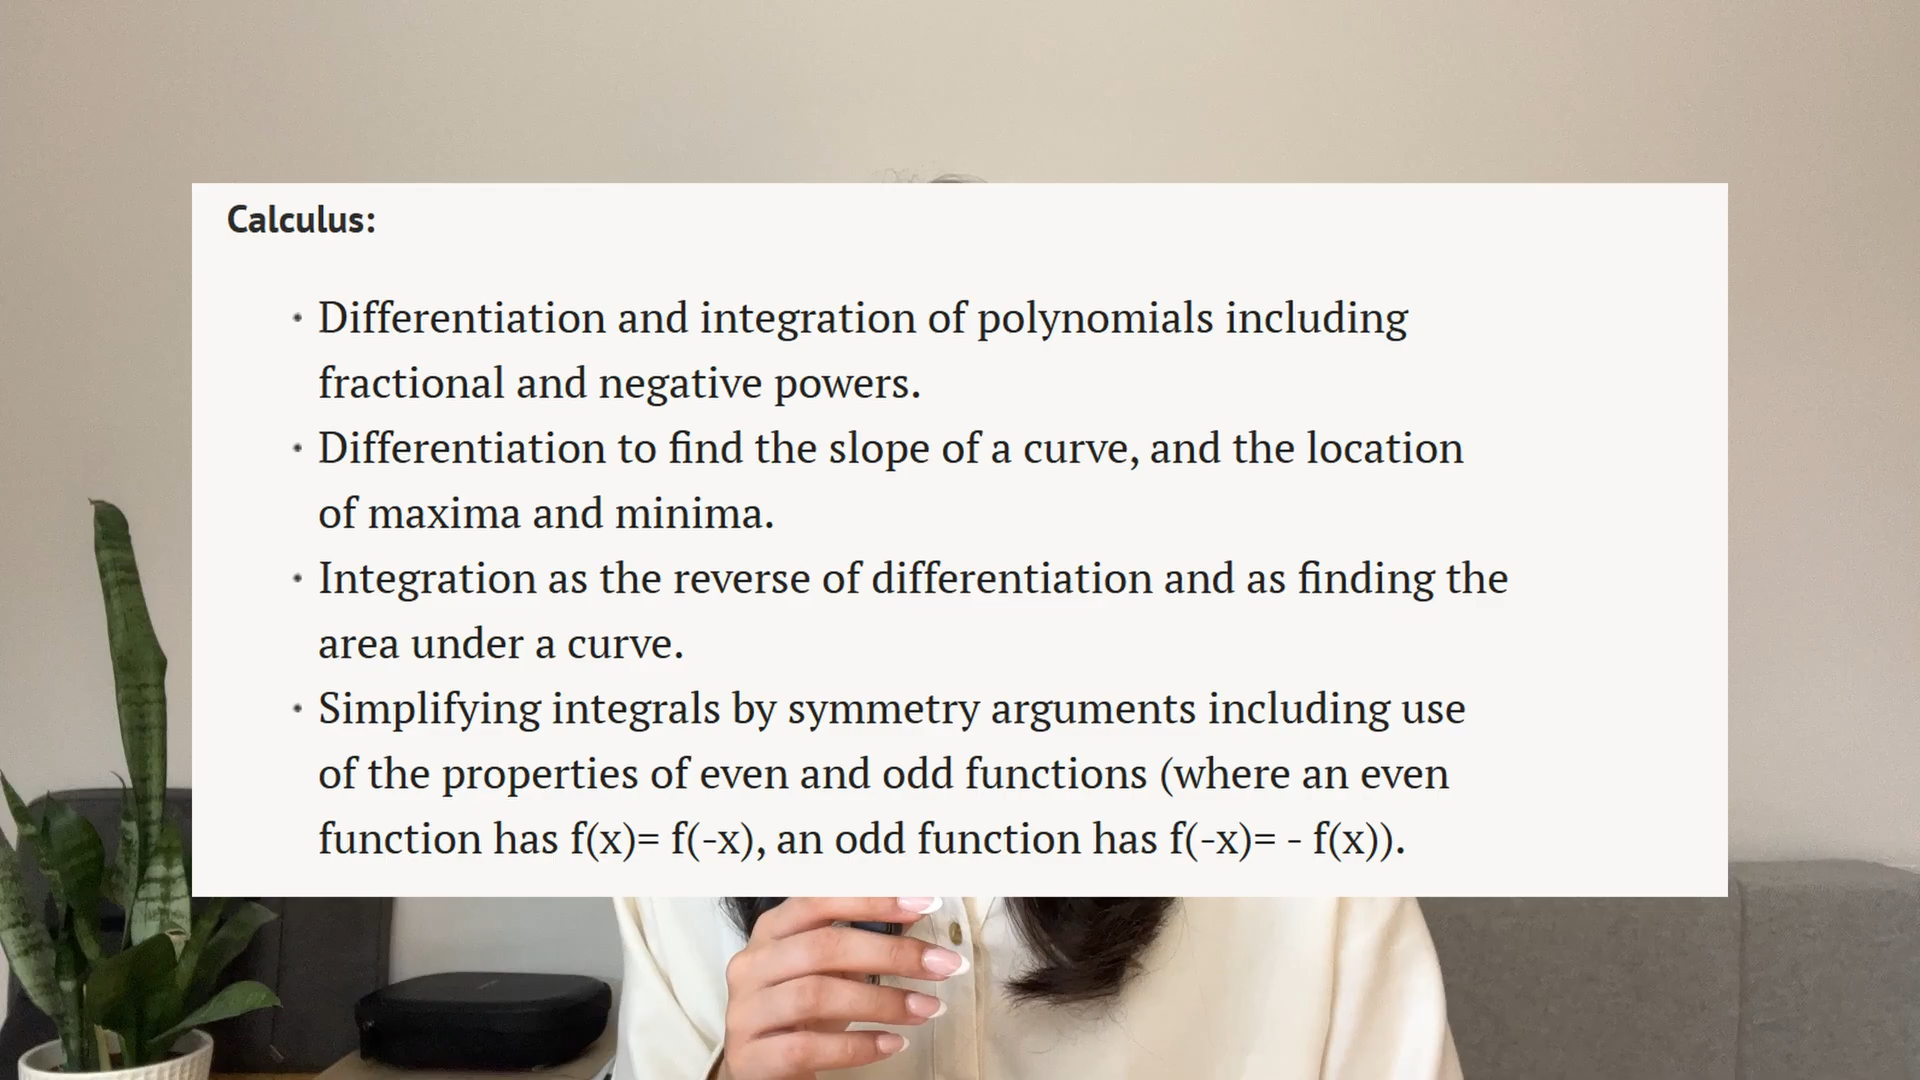 Calculus:
• Differentiation and integration of polynomials including
fractional and negative powers.
• Differentiation to find the slope of a curve, and the location
of maxima and minima.
• Integration as the reverse of differentiation and as finding the
area under a curve.
• Simplifying integrals by symmetry arguments including use
of the properties of even and odd functions (where an even
function has f(x)= f(-x), an odd function has f(-x)= - f(x)).